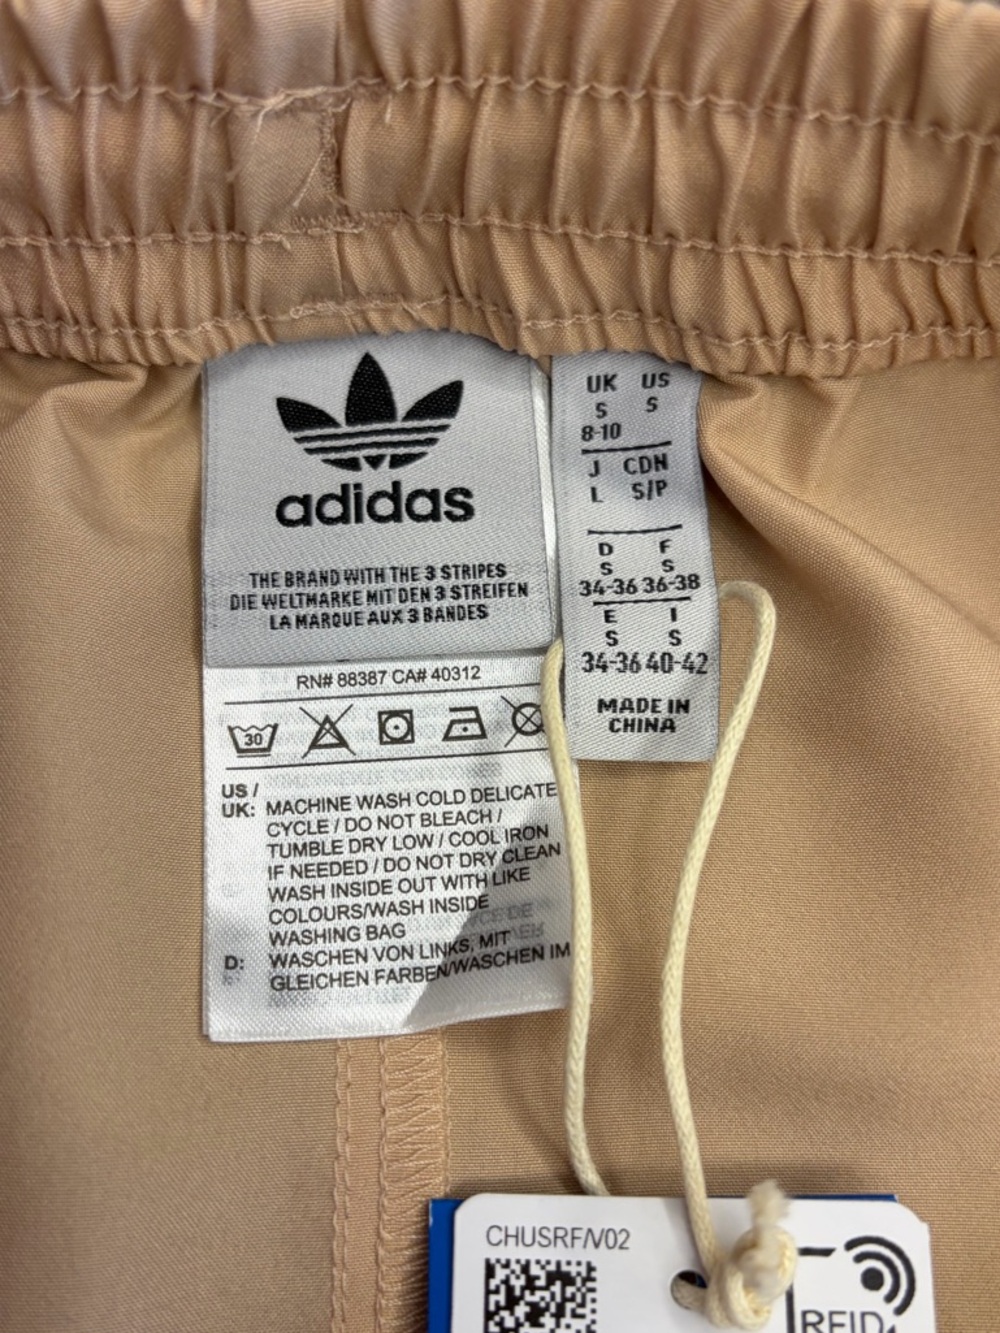 adidas
THE BRAND WITH THE 3 STRIPES
DIE WELTMARKE MIT DEN 3 STREIFEN
LA MARQUE AUX 3 BANDES
RN# 88387 CA# 40312
30
US /
UK: MACHINE WASH COLD DELICATE
CYCLE / DO NOT BLEACH /
TUMBLE DRY LOW / COOL IRON
IF NEEDED / DO NOT DRY CLEAN
WASH INSIDE OUT WITH LIKE
COLOURS/WASH INSIDE
WASHING BAG
D: WASCHEN VON LINKS, MIT
GLEICHEN FARBEN/WASCHEN IM
UK US
S S
8-10
J CDN
L S/P
D F
S S
34-36 36-38
E I
S S
34-36 40-42
MADE IN
CHINA
CHUSRF/V02
RFID